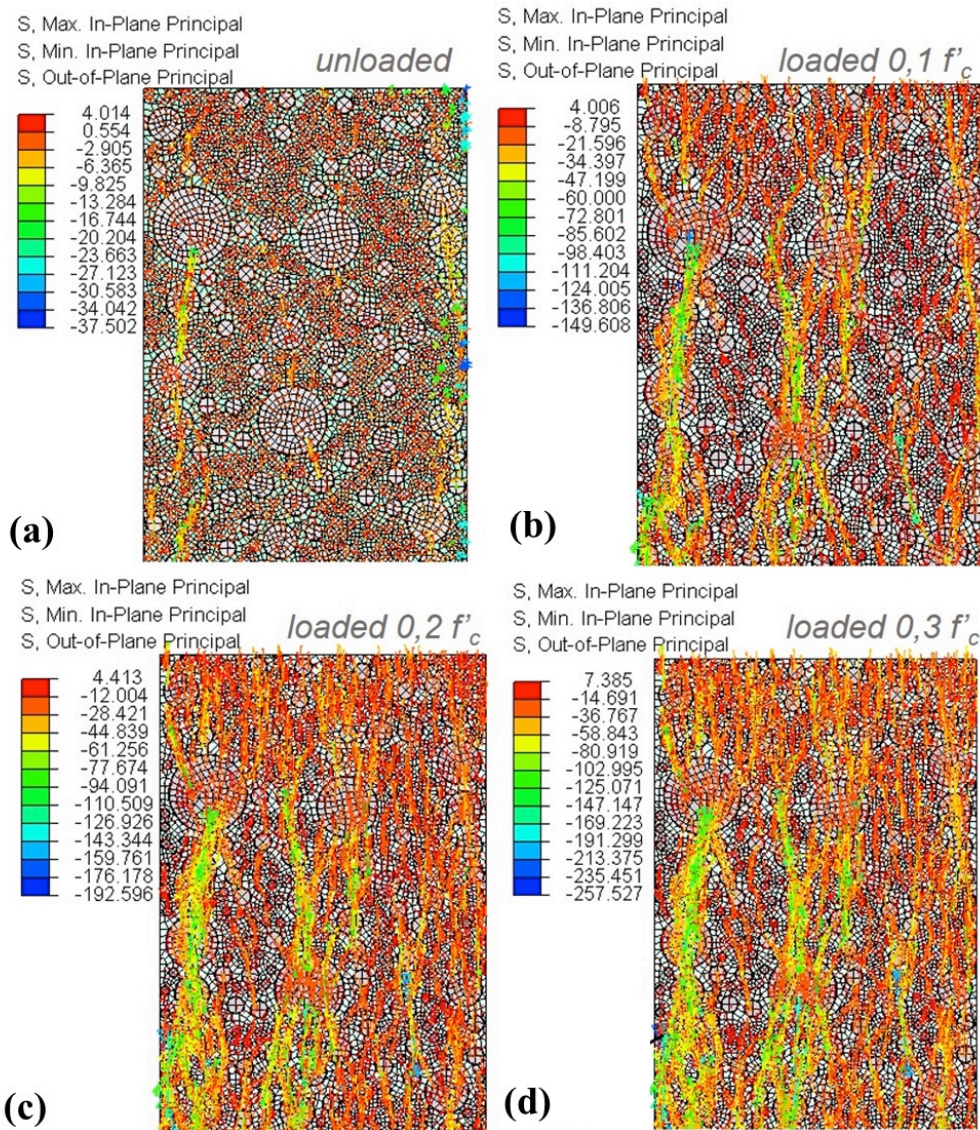 S, Max. In-Plane Principal
S, Min. In-Plane Principal
S, Out-of-Plane Principal
unloaded
4.014
0.554
-2.905
-6.365
-9.825
-13.284
-16.744
-20.204
-23.663
-27.123
-30.583
-34.042
-37.502
(a)
S, Max. In-Plane Principal
S, Min. In-Plane Principal
S, Out-of-Plane Principal
loaded 0,1 f'c
4.006
-8.795
-21.596
-34.397
-47.199
-60.000
-72.801
-85.602
-98.403
-111.204
-124.005
-136.806
-149.608
(b)
S, Max. In-Plane Principal
S, Min. In-Plane Principal
S, Out-of-Plane Principal
loaded 0,2 f'c
4.413
-12.004
-28.421
-44.839
-61.256
-77.674
-94.091
-110.509
-126.926
-143.344
-159.761
-176.178
-192.596
(c)
S, Max. In-Plane Principal
S, Min. In-Plane Principal
S, Out-of-Plane Principal
loaded 0,3 f'c
7.385
-14.691
-36.767
-58.843
-80.919
-102.995
-125.071
-147.147
-169.223
-191.299
-213.375
-235.451
-257.527
(d)